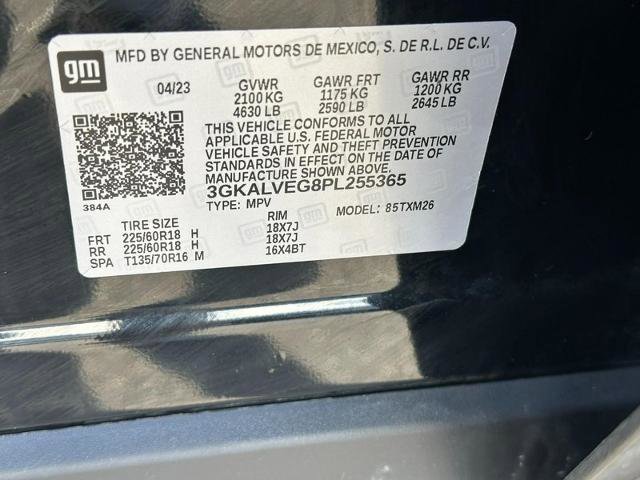 gm
MFD BY GENERAL MOTORS DE MEXICO, S. DE R.L. DE C.V.
04/23 GVWR GAWR FRT GAWR RR
2100 KG 1175 KG 1200 KG
4630 LB 2590 LB 2645 LB
THIS VEHICLE CONFORMS TO ALL
APPLICABLE U.S. FEDERAL MOTOR
VEHICLE SAFETY AND THEFT PREVENTION
STANDARDS IN EFFECT ON THE DATE OF
MANUFACTURE SHOWN ABOVE.
3GKALVEG8PL255365
384A TYPE: MPV MODEL: 85TXM26
TIRE SIZE RIM
FRT 225/60R18 H 18X7J
RR 225/60R18 H 18X7J
SPA T135/70R16 M 16X4BT